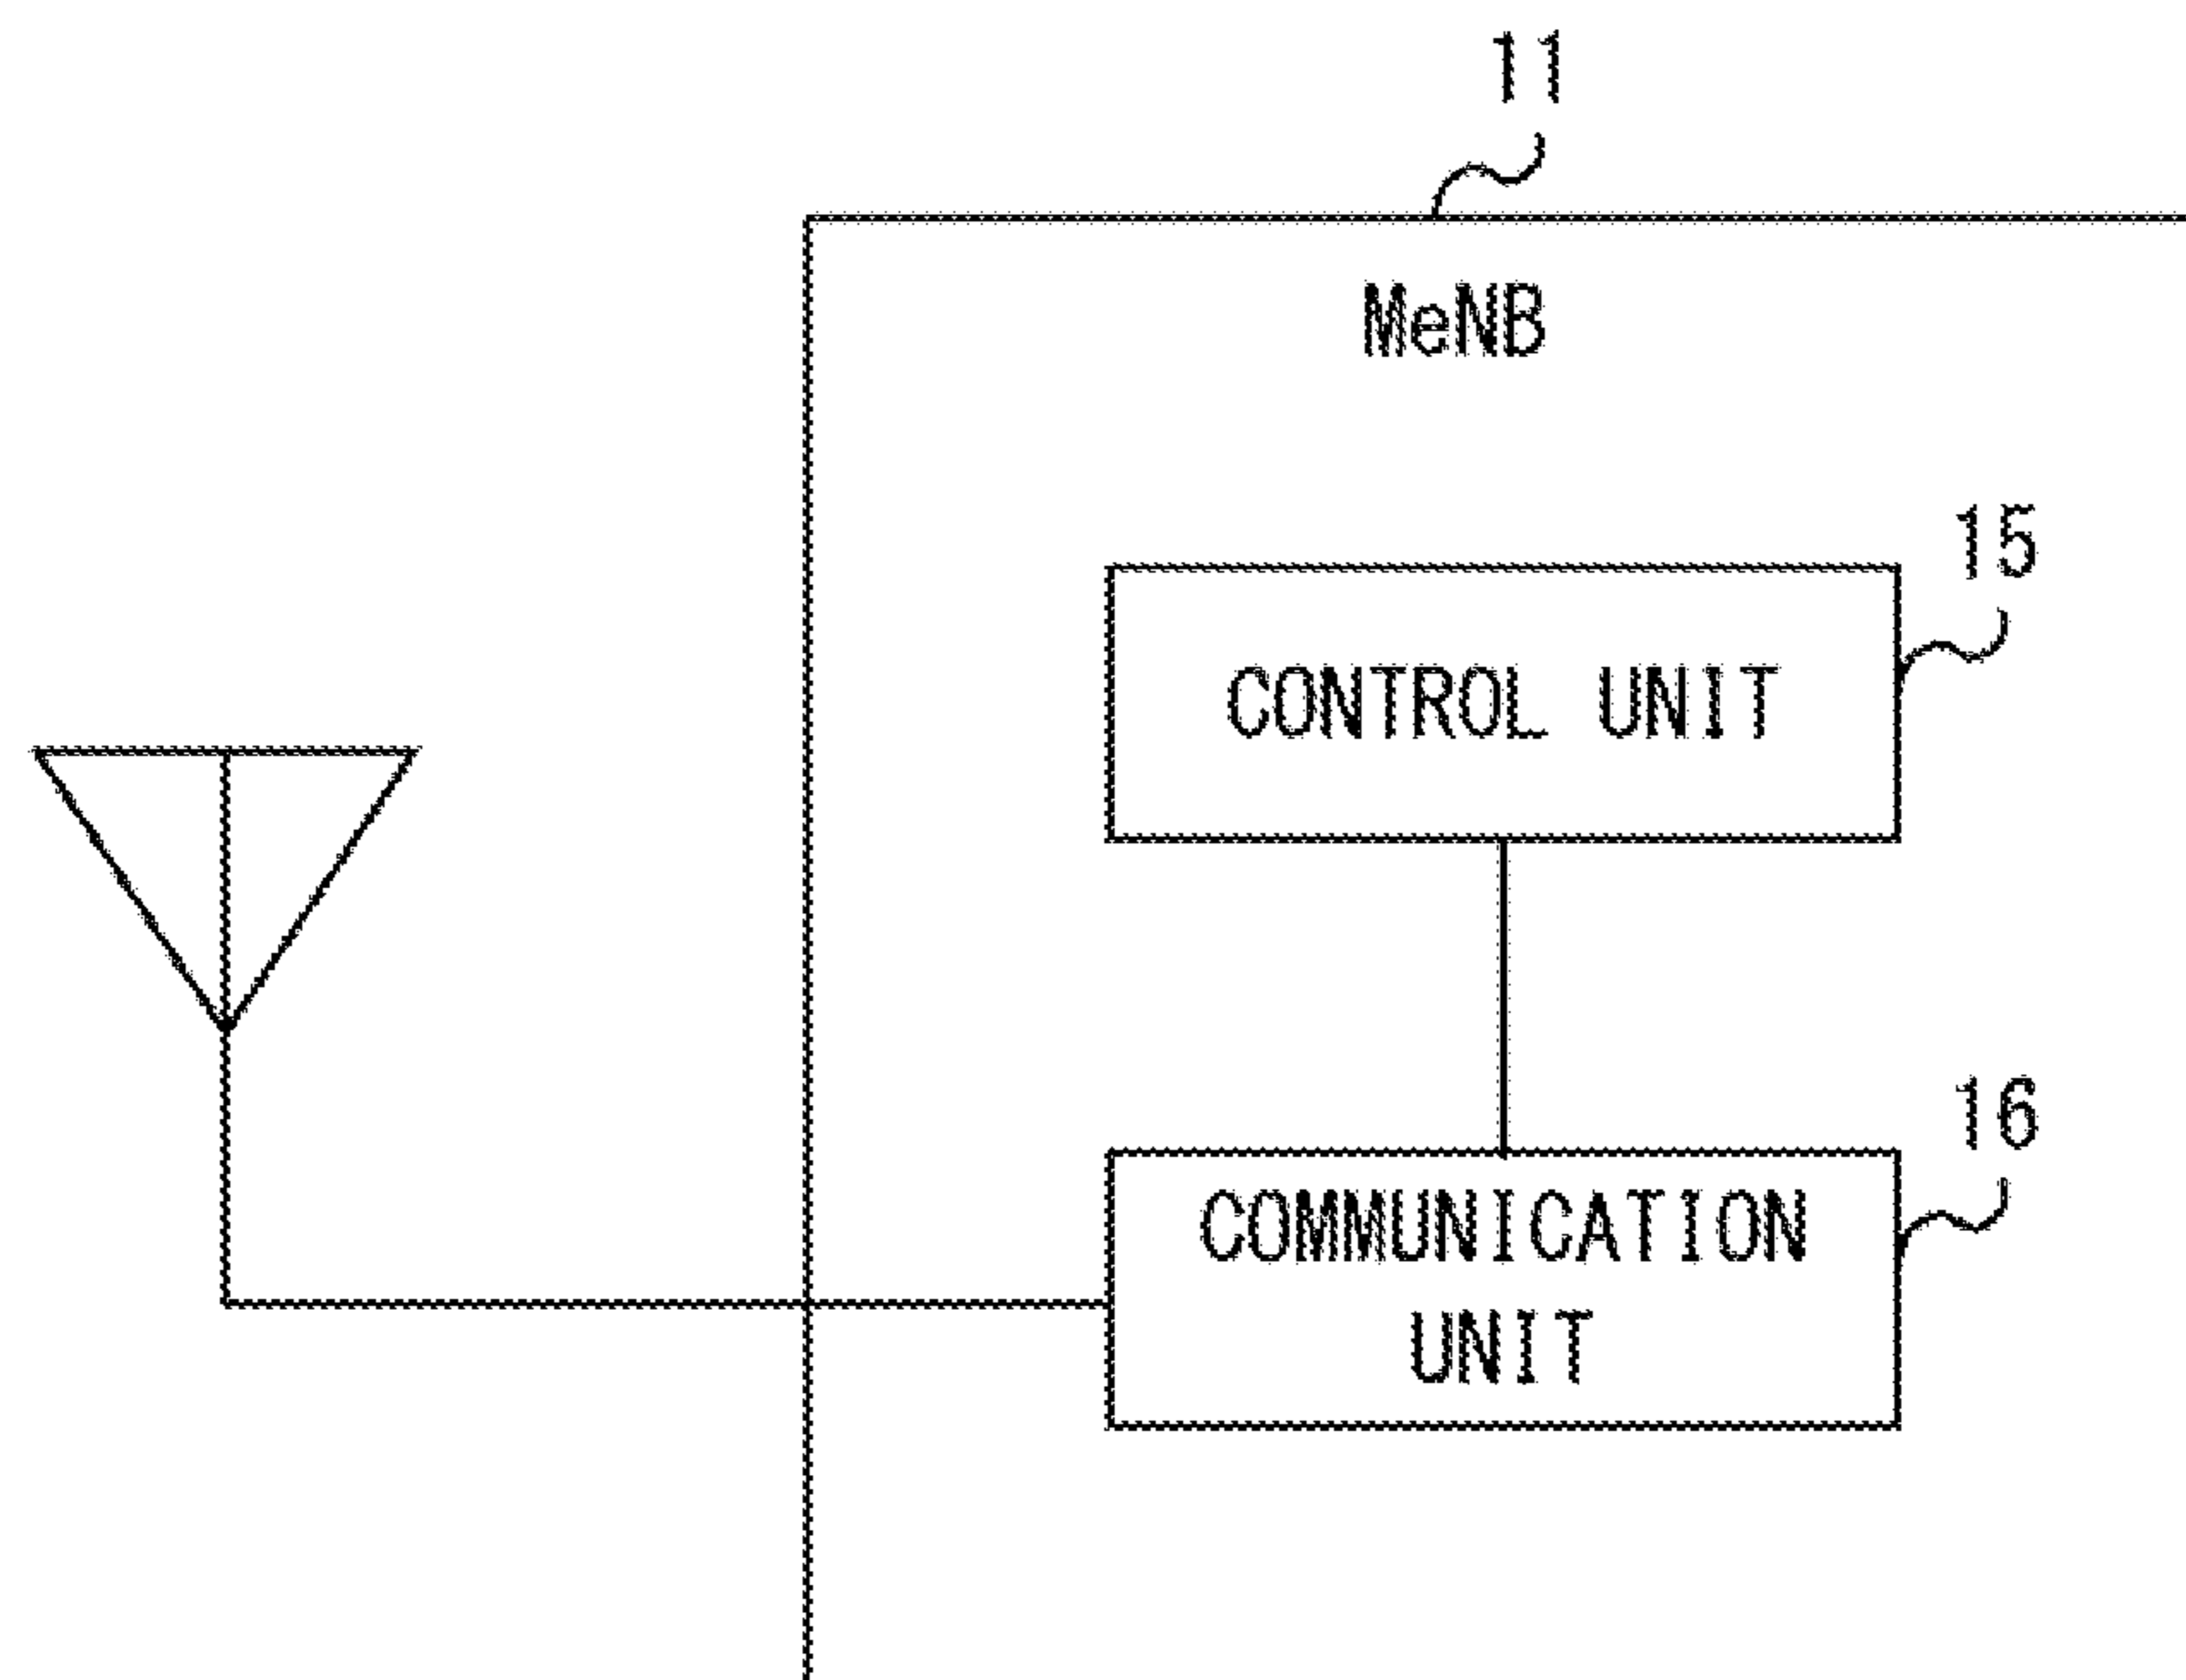 11
MeNB
15
CONTROL UNIT
16
COMMUNICATION
UNIT